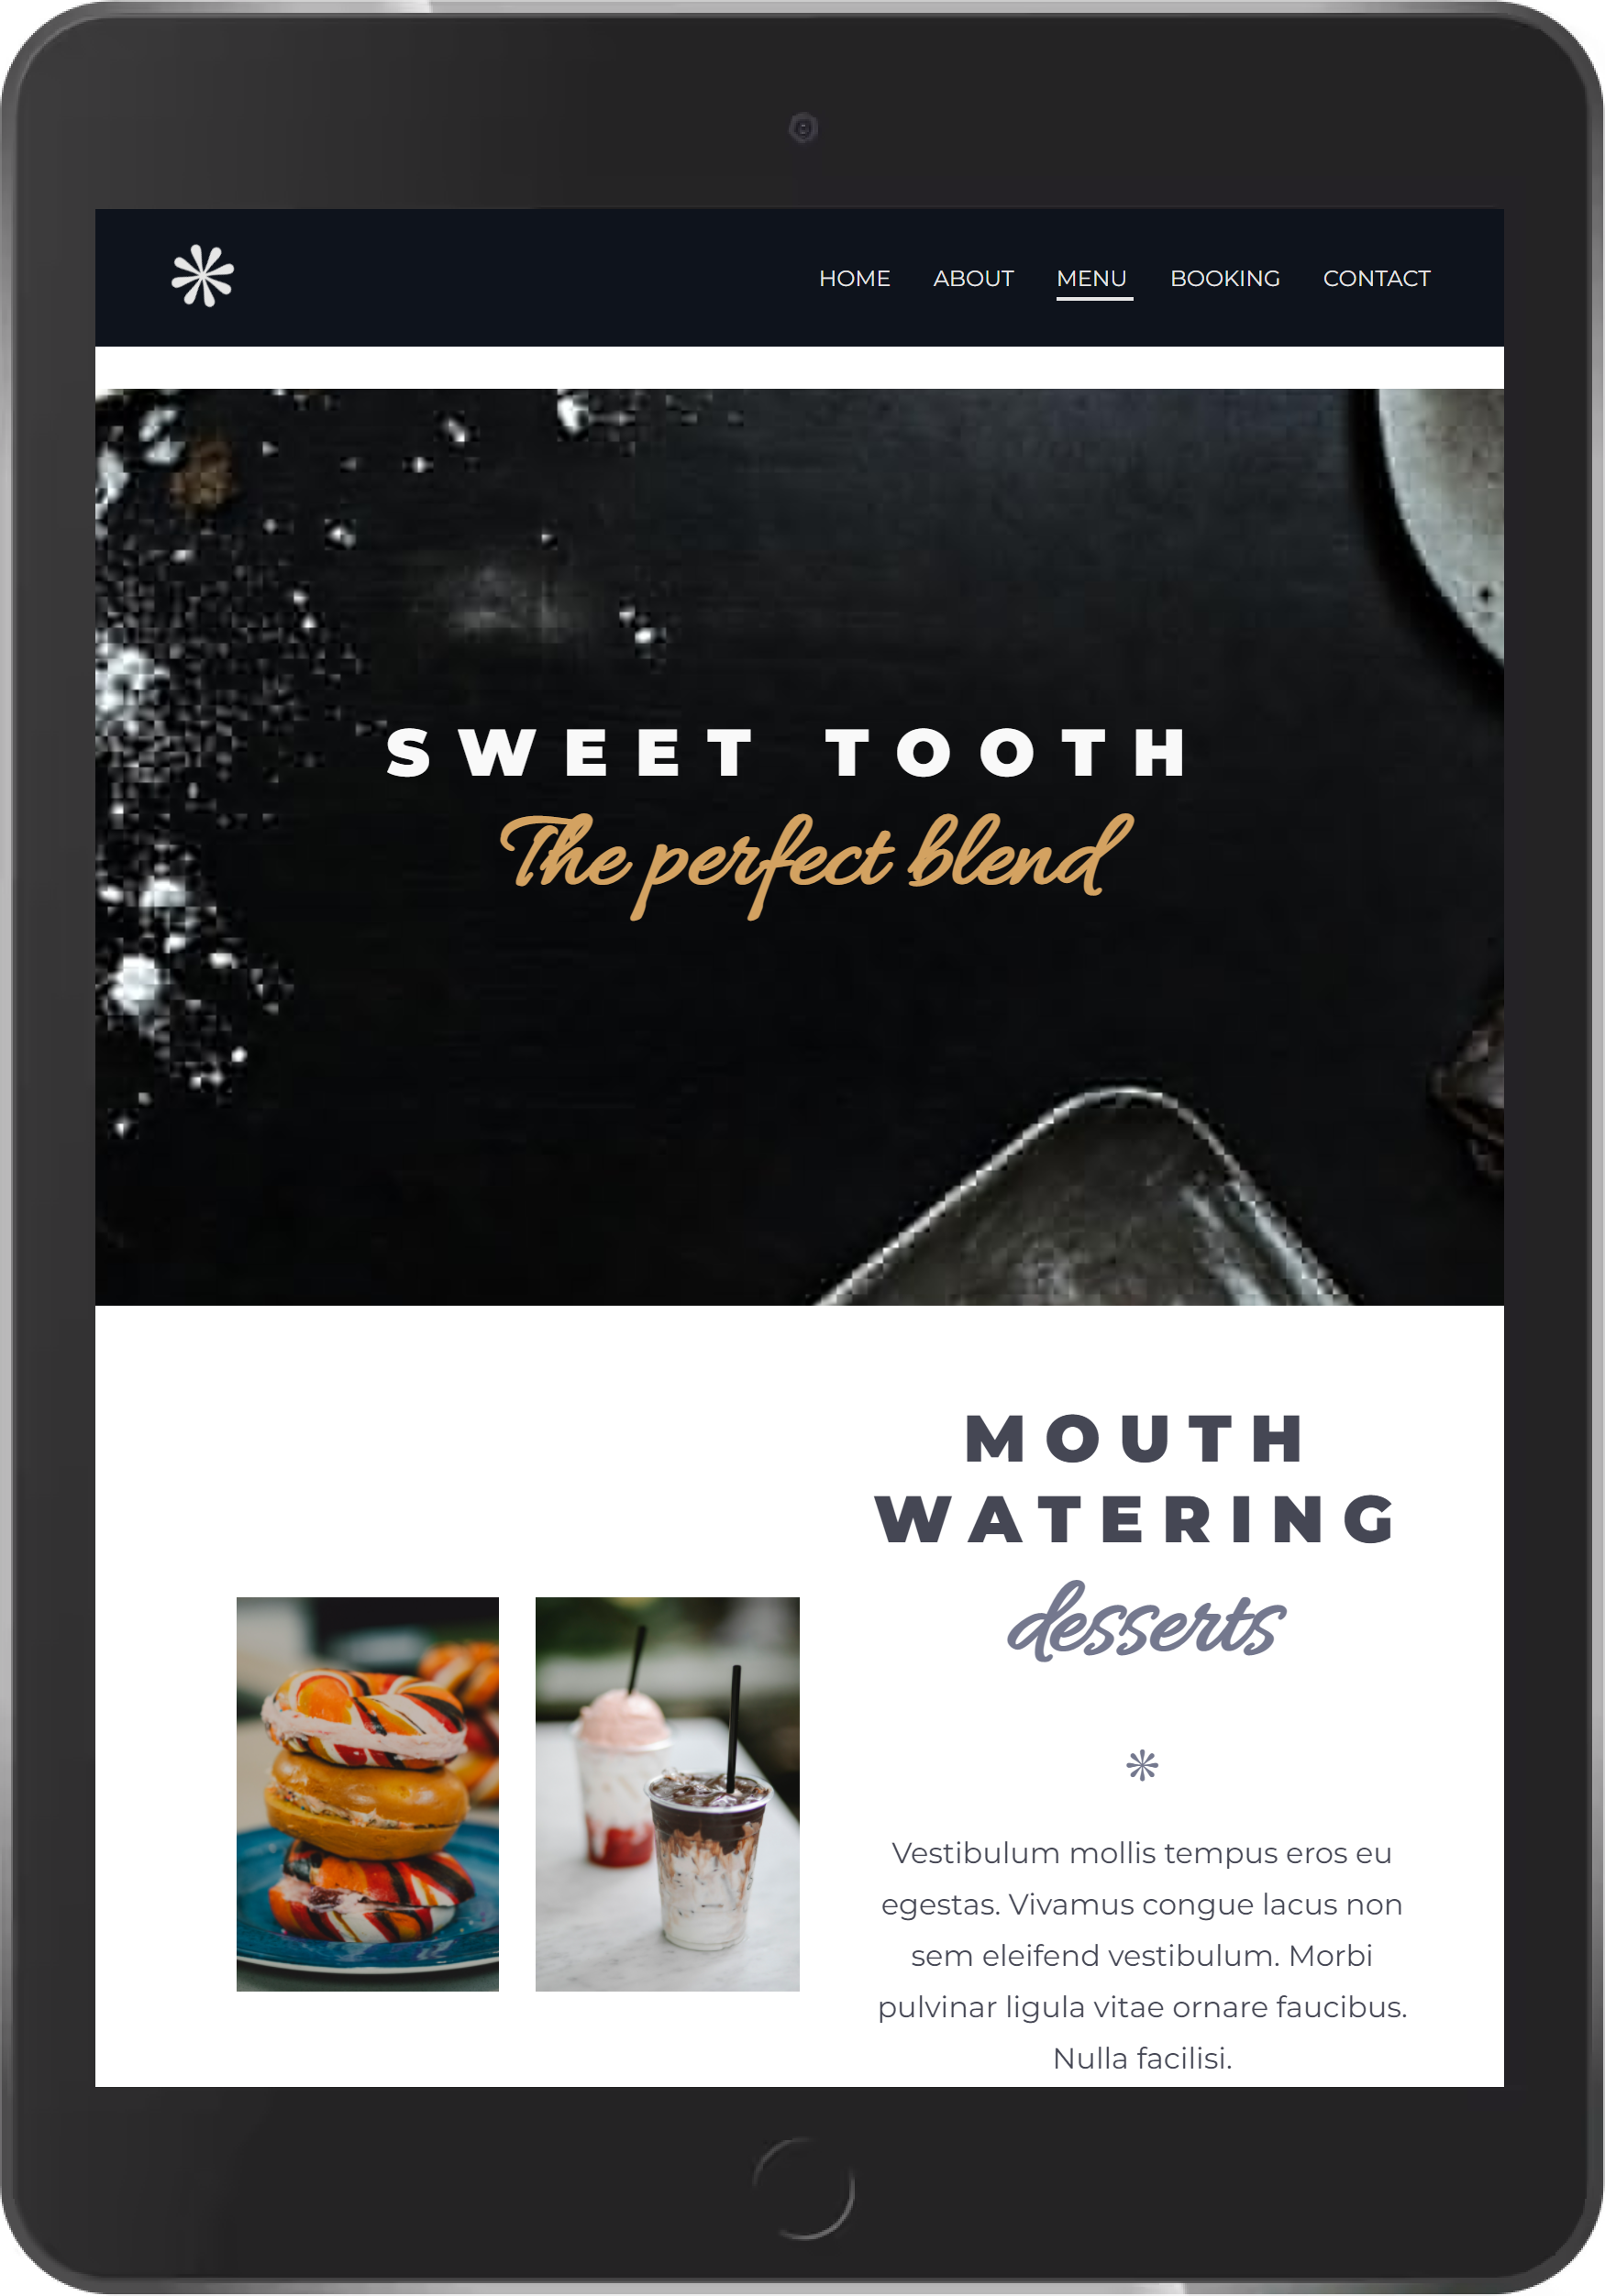 HOME ABOUT MENU BOOKING CONTACT
SWEET TOOTH
The perfect blend
MOUTH
WATERING
desserts
Vestibulum mollis tempus eros eu
egestas. Vivamus congue lacus non
sem eleifend vestibulum. Morbi
pulvinar ligula vitae ornare faucibus.
Nulla facilisi.